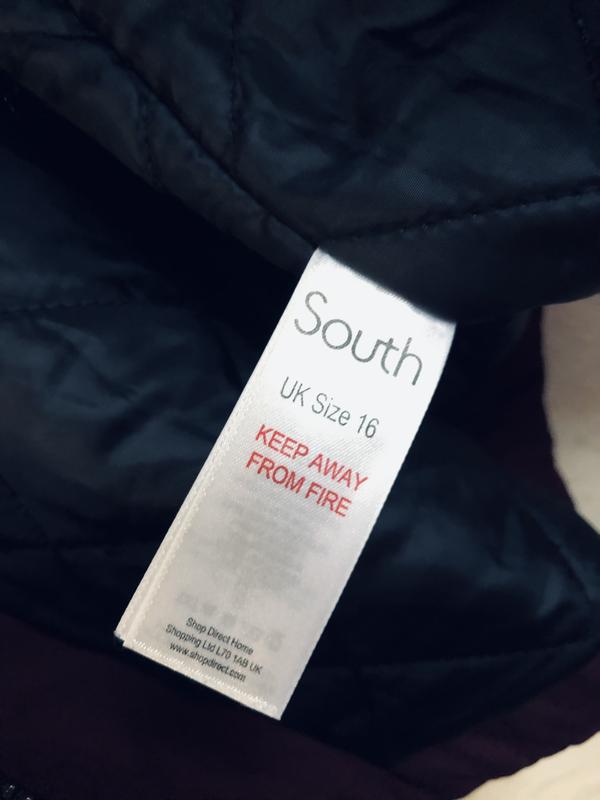 South
UK Size 16
KEEP AWAY
FROM FIRE
Shop Direct Home
Shopping Ltd L70 1AB UK
www.shopdirect.com